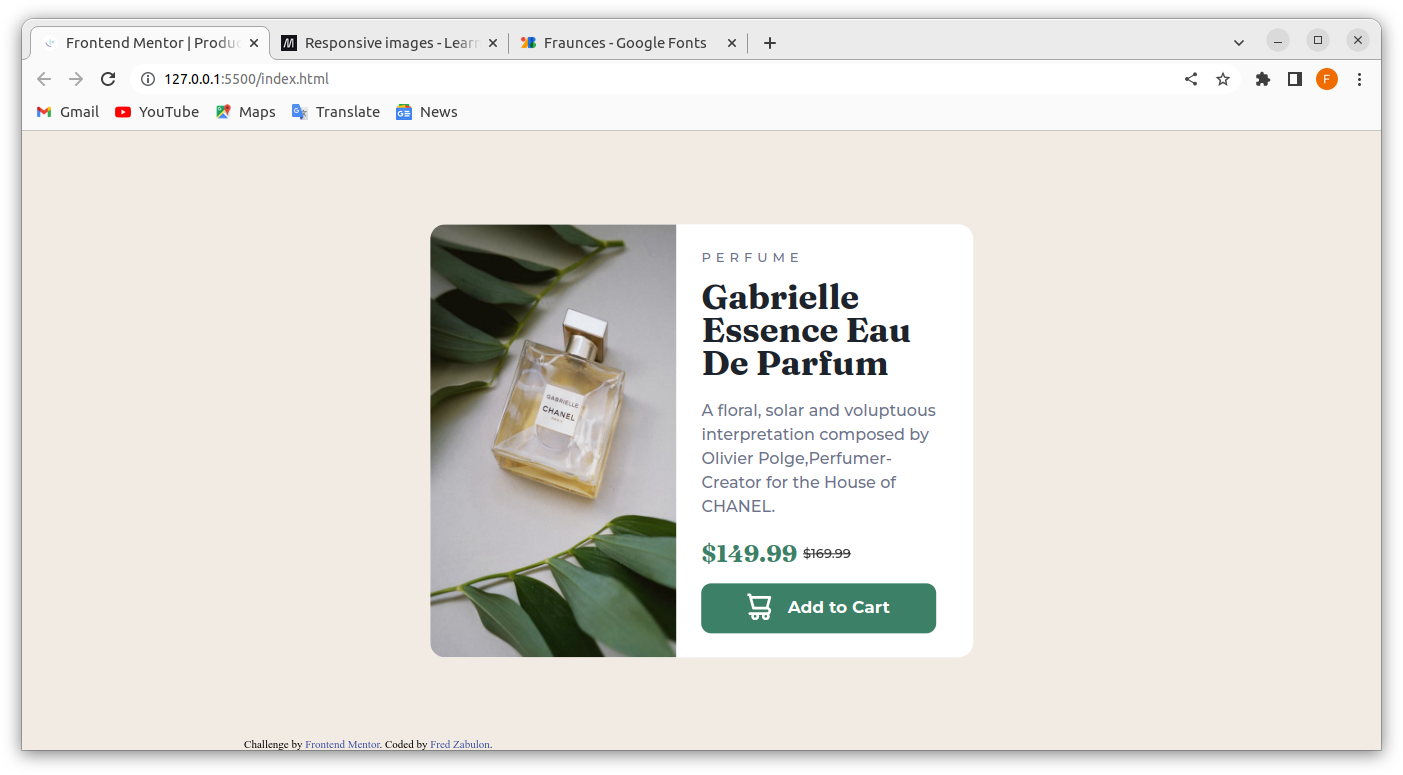 Frontend Mentor | Produc
Responsive images - Lear
Fraunces - Google Fonts
127.0.0.1:5500/index.html
F
Gmail
YouTube
Maps
Translate
News
PERFUME
Gabrielle
Essence Eau
De Parfum
GABRIELLE
CHANEL
A floral, solar and voluptuous
interpretation composed by
Olivier Polge,Perfumer-
Creator for the House of
CHANEL.
$149.99 $169.99
Add to Cart
Challenge by Frontend Mentor. Coded by Fred Zabulon.